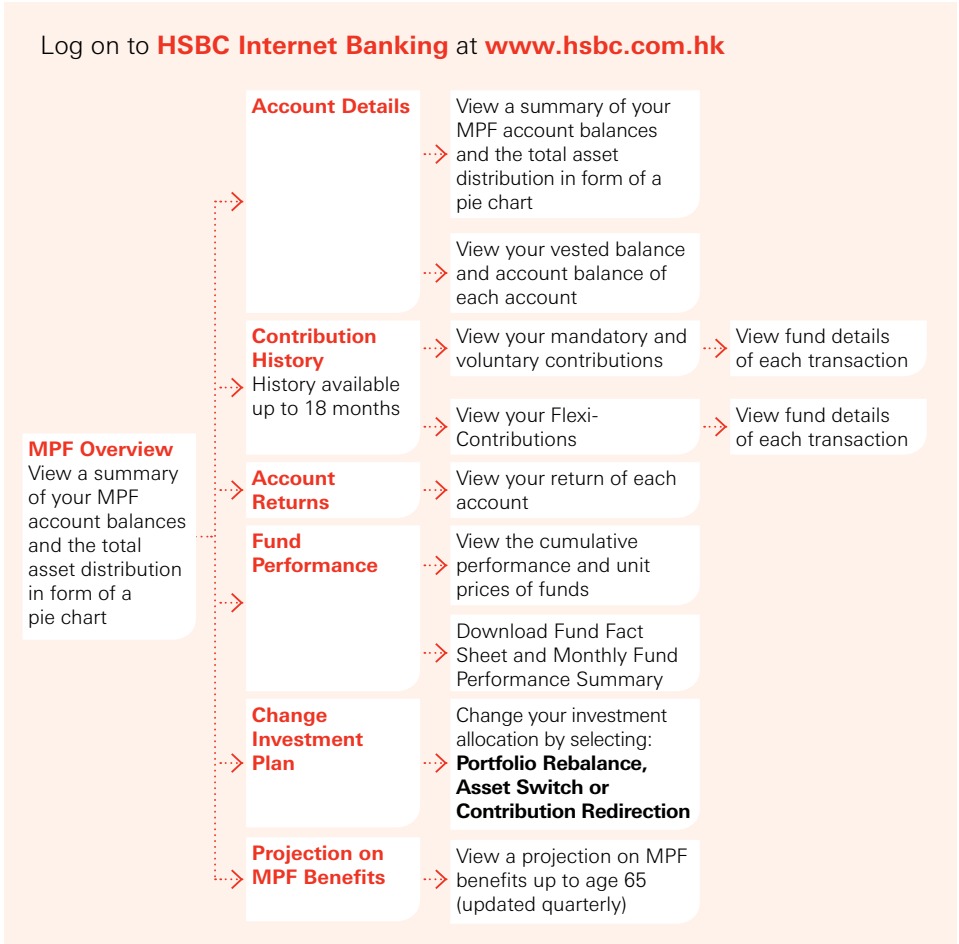 Log on to HSBC Internet Banking at www.hsbc.com.hk
MPF Overview
View a summary
of your MPF
account balances
and the total
asset distribution
in form of a
pie chart
Account Details
View a summary of your
MPF account balances
and the total asset
distribution in form of a
pie chart
View your vested balance
and account balance of
each account
Contribution
History
History available
up to 18 months
View your mandatory and
voluntary contributions
View fund details
of each transaction
View your Flexi-
Contributions
View fund details
of each transaction
Account
Returns
View your return of each
account
Fund
Performance
View the cumulative
performance and unit
prices of funds
Download Fund Fact
Sheet and Monthly Fund
Performance Summary
Change
Investment
Plan
Change your investment
allocation by selecting:
Portfolio Rebalance,
Asset Switch or
Contribution Redirection
Projection on
MPF Benefits
View a projection on MPF
benefits up to age 65
(updated quarterly)